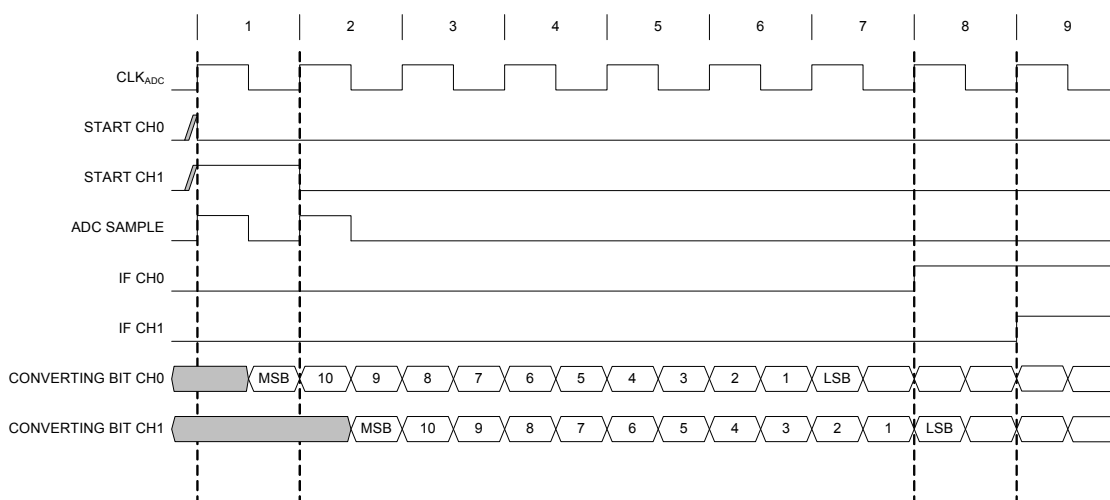 1 2 3 4 5 6 7 8 9
CLKADC
START CH0
START CH1
ADC SAMPLE
IF CH0
IF CH1
CONVERTING BIT CH0 MSB 10 9 8 7 6 5 4 3 2 1 LSB
CONVERTING BIT CH1 MSB 10 9 8 7 6 5 4 3 2 1 LSB